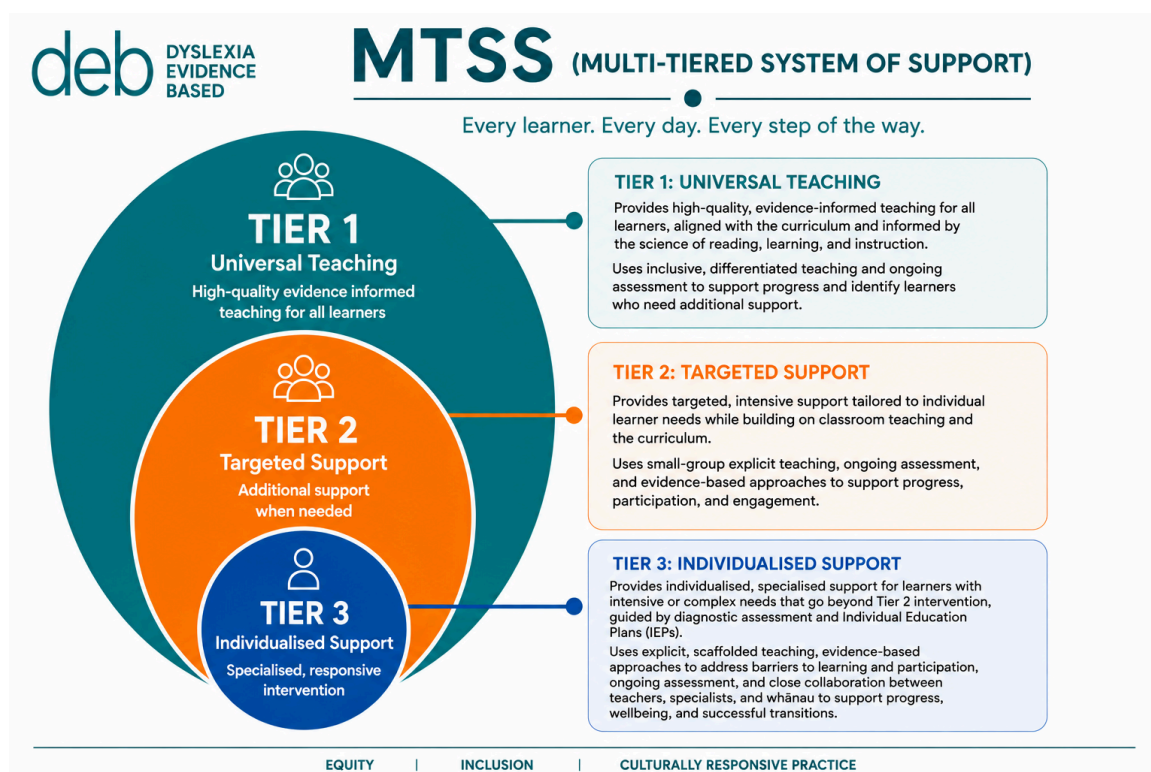 deb
DYSLEXIA
EVIDENCE
BASED
MTSS (MULTI-TIERED SYSTEM OF SUPPORT)
Every learner. Every day. Every step of the way.
TIER 1
Universal Teaching
High-quality evidence informed
teaching for all learners
TIER 2
Targeted Support
Additional support
when needed
TIER 3
Individualised Support
Specialised, responsive
intervention
TIER 1: UNIVERSAL TEACHING
Provides high-quality, evidence-informed teaching for all
learners, aligned with the curriculum and informed by
the science of reading, learning, and instruction.
Uses inclusive, differentiated teaching and ongoing
assessment to support progress and identify learners
who need additional support.
TIER 2: TARGETED SUPPORT
Provides targeted, intensive support tailored to individual
learner needs while building on classroom teaching and
the curriculum.
Uses small-group explicit teaching, ongoing assessment,
and evidence-based approaches to support progress,
participation, and engagement.
TIER 3: INDIVIDUALISED SUPPORT
Provides individualised, specialised support for learners with
intensive or complex needs that go beyond Tier 2 intervention,
guided by diagnostic assessment and Individual Education
Plans (IEPs).
Uses explicit, scaffolded teaching, evidence-based
approaches to address barriers to learning and participation,
ongoing assessment, and close collaboration between
teachers, specialists, and whānau to support progress,
wellbeing, and successful transitions.
EQUITY | INCLUSION | CULTURALLY RESPONSIVE PRACTICE